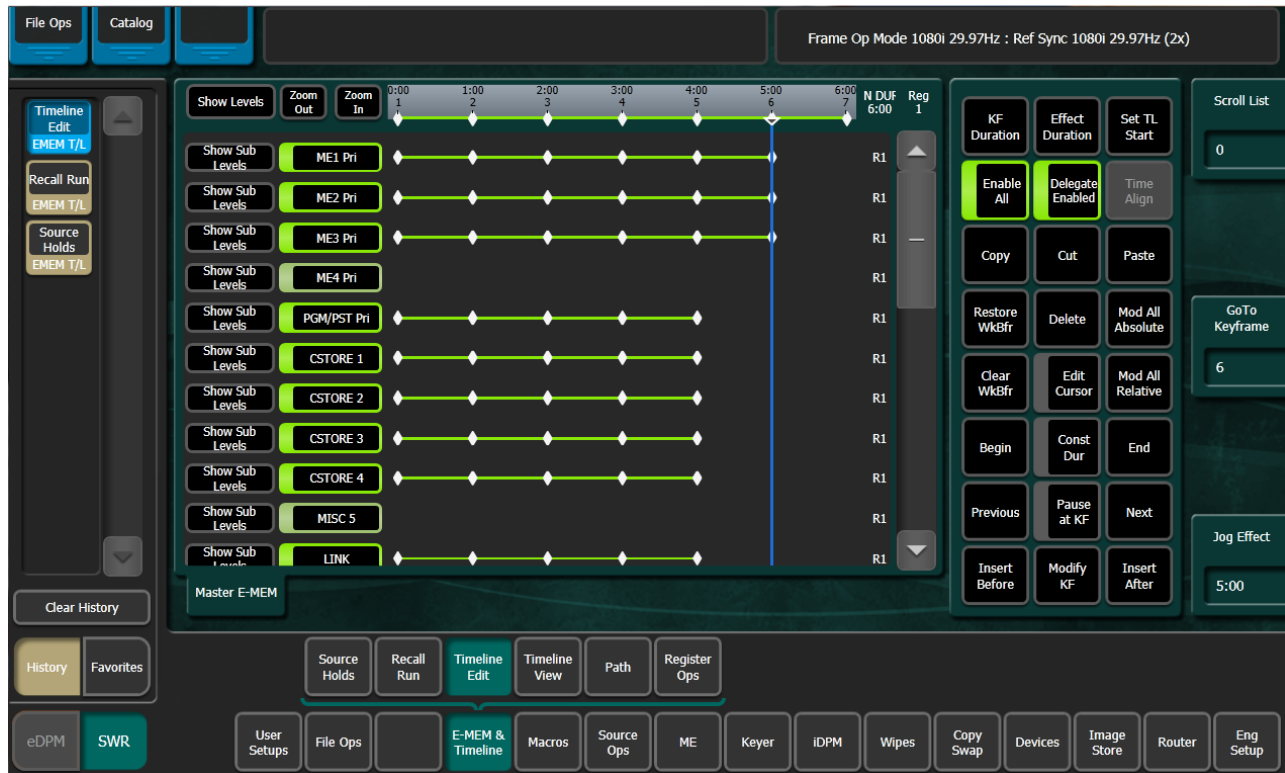 File Ops
Catalog
Frame Op Mode 1080i 29.97Hz : Ref Sync 1080i 29.97Hz (2x)
Timeline
Edit
EMEM T/L
Recall Run
EMEM T/L
Source
Holds
EMEM T/L
Clear History
History
Favorites
eDPM
SWR
Show Levels
Zoom
Out
Zoom
In
0:00 1:00 2:00 3:00 4:00 5:00 6:00
1 2 3 4 5 6 7
N DUF
6:00
Reg
1
Show Sub
Levels
ME1 Pri
R1
Show Sub
Levels
ME2 Pri
R1
Show Sub
Levels
ME3 Pri
R1
Show Sub
Levels
ME4 Pri
R1
Show Sub
Levels
PGM/PST Pri
R1
Show Sub
Levels
CSTORE 1
R1
Show Sub
Levels
CSTORE 2
R1
Show Sub
Levels
CSTORE 3
R1
Show Sub
Levels
CSTORE 4
R1
Show Sub
Levels
MISC 5
R1
Show Sub
Levels
LINK
R1
Master E-MEM
KF
Duration
Effect
Duration
Set TL
Start
Enable
All
Delegate
Enabled
Time
Align
Copy
Cut
Paste
Restore
WkBfr
Delete
Mod All
Absolute
Clear
WkBfr
Edit
Cursor
Mod All
Relative
Begin
Const
Dur
End
Previous
Pause
at KF
Next
Insert
Before
Modify
KF
Insert
After
Scroll List
0
GoTo
Keyframe
6
Jog Effect
5:00
Source
Holds
Recall
Run
Timeline
Edit
Timeline
View
Path
Register
Ops
User
Setups
File Ops
E-MEM &
Timeline
Macros
Source
Ops
ME
Keyer
iDPM
Wipes
Copy
Swap
Devices
Image
Store
Router
Eng
Setup